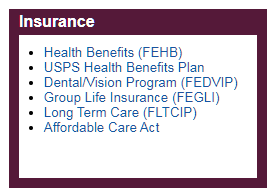 Insurance
Health Benefits (FEHB)
USPS Health Benefits Plan
Dental/Vision Program (FEDVIP)
Group Life Insurance (FEGLI)
Long Term Care (FLTCIP)
Affordable Care Act